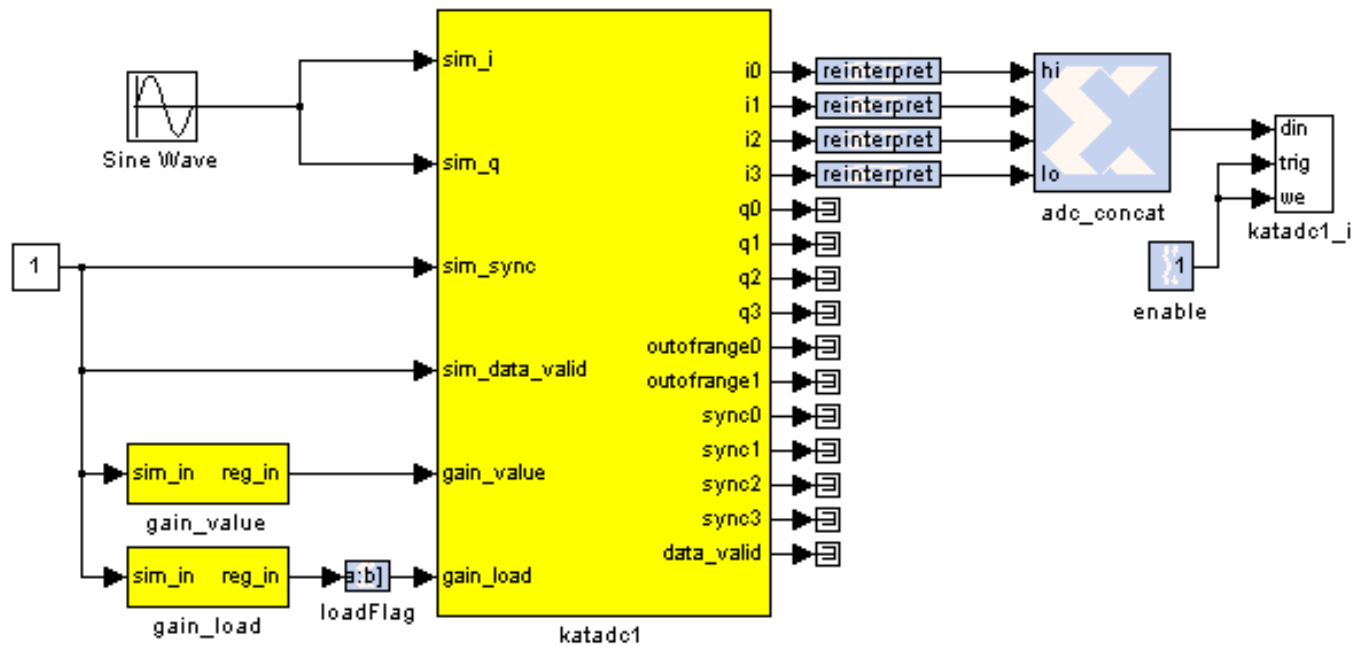 sim_i
sim_q
sim_sync
sim_data_valid
gain_value
gain_load
i0
i1
i2
i3
q0
q1
q2
q3
outofrange0
outofrange1
sync0
sync1
sync2
sync3
data_valid
katadc1
Sine Wave
1
sim_in reg_in
gain_value
sim_in reg_in
gain_load
a:b]
loadFlag
reinterpret
reinterpret
reinterpret
reinterpret
hi
lo
adc_concat
1
enable
din
trig
we
katadc1_i